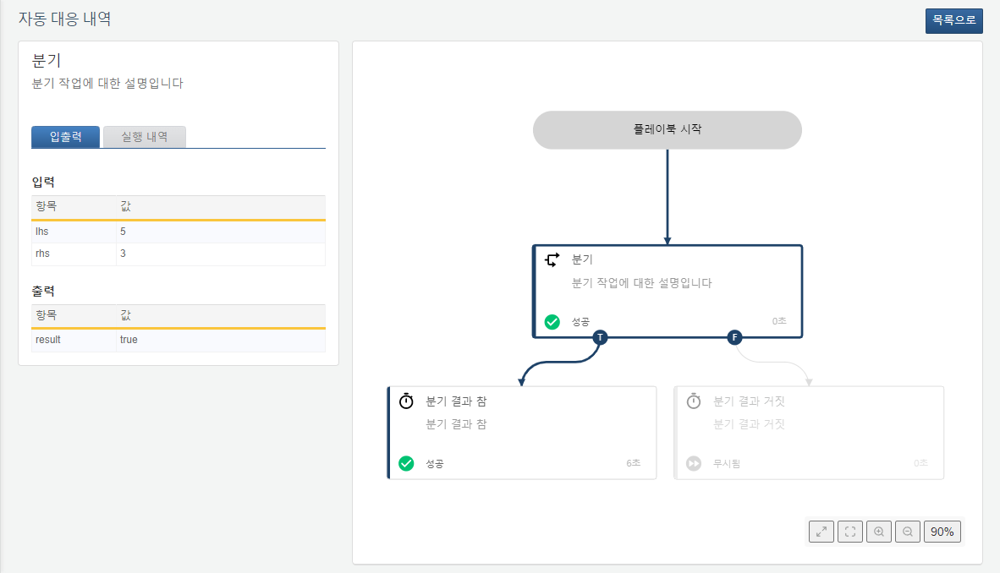 자동 대응 내역
목록으로
분기
분기 작업에 대한 설명입니다
입출력 실행 내역
입력
항목 값
lhs 5
rhs 3
출력
항목 값
result true
플레이북 시작
분기
분기 작업에 대한 설명입니다
성공 0초
T F
분기 결과 참
분기 결과 참
성공 6초
분기 결과 거짓
분기 결과 거짓
무시됨 0초
90%